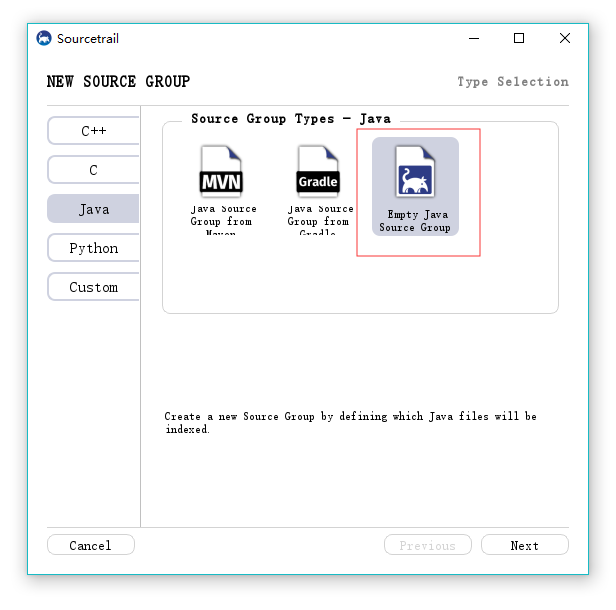 Sourcetrail
NEW SOURCE GROUP
Type Selection
C++
C
Java
Python
Custom
Source Group Types - Java
MVN
Java Source
Group from
Maven
Gradle
Java Source
Group from
Gradle
Empty Java
Source Group
Create a new Source Group by defining which Java files will be
indexed.
Cancel
Previous
Next